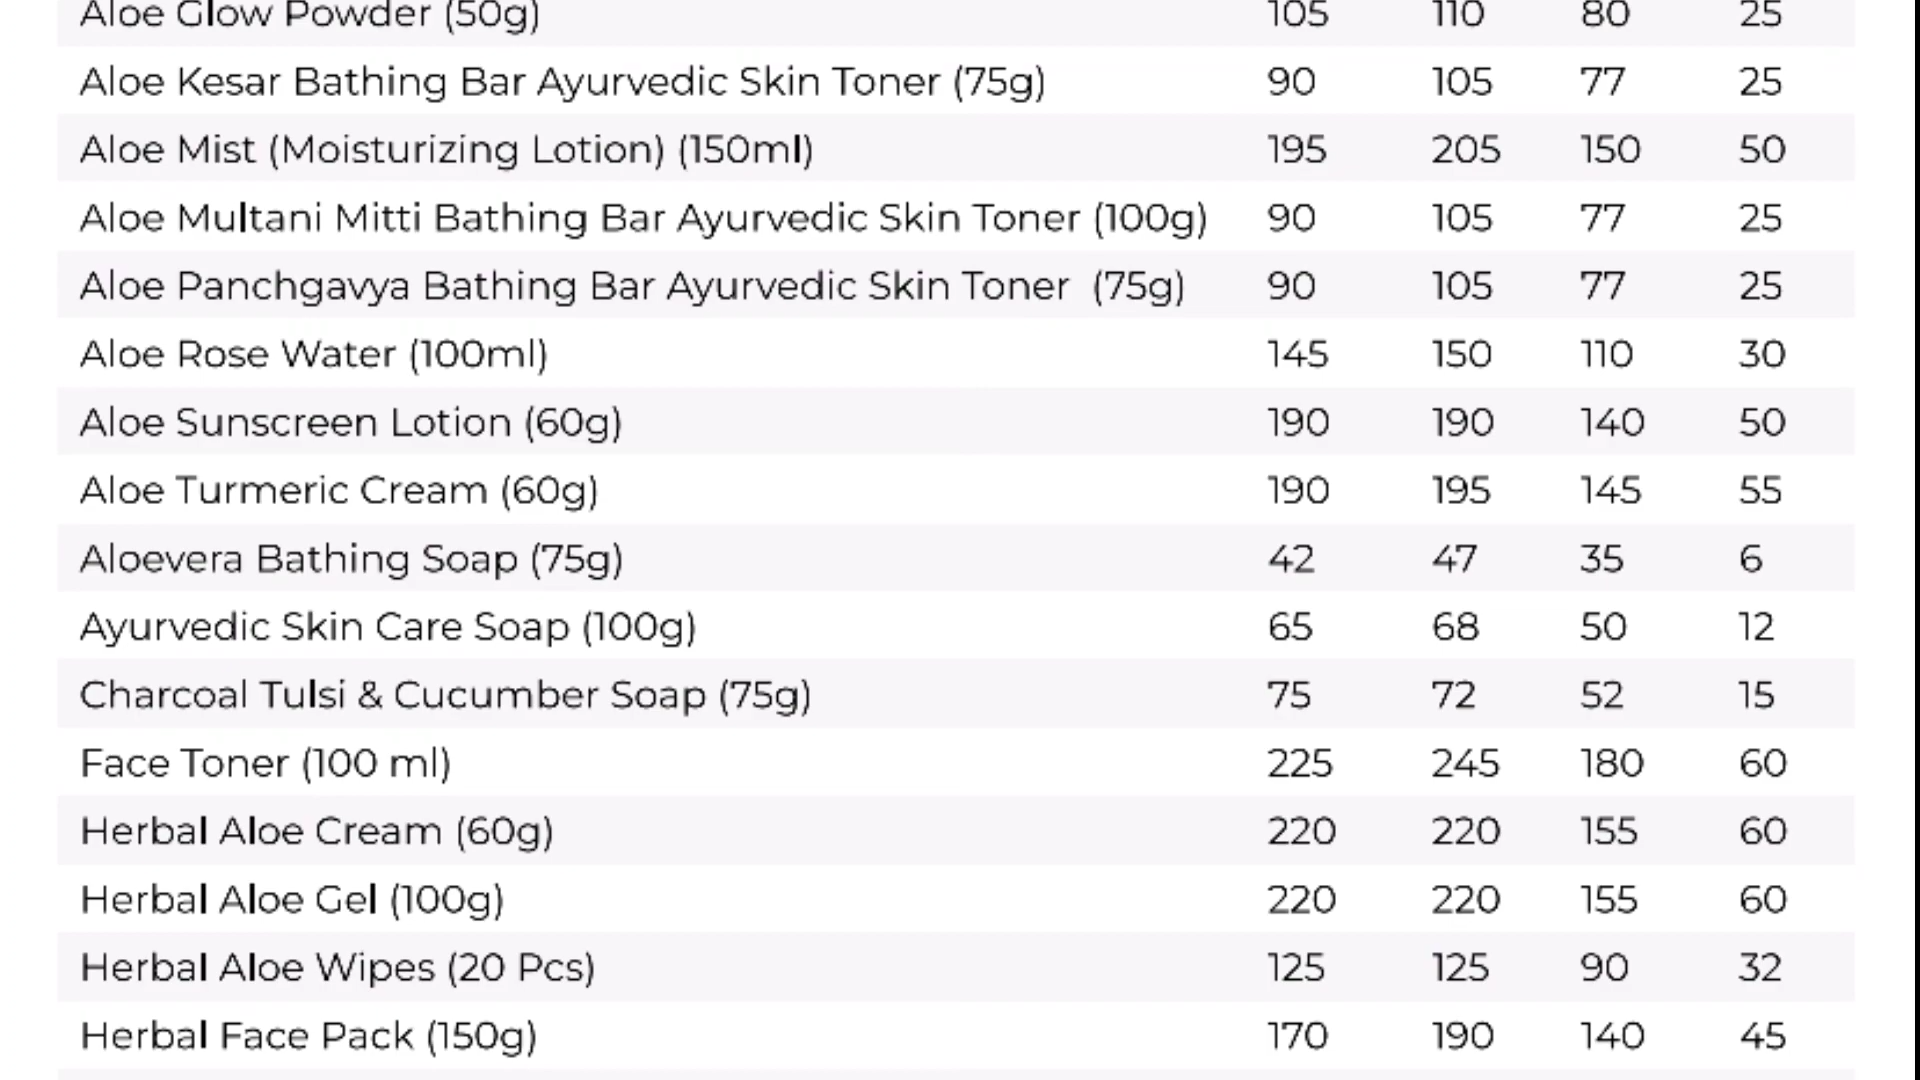 Aloe Glow Powder (50g) 105 110 80 25
Aloe Kesar Bathing Bar Ayurvedic Skin Toner (75g) 90 105 77 25
Aloe Mist (Moisturizing Lotion) (150ml) 195 205 150 50
Aloe Multani Mitti Bathing Bar Ayurvedic Skin Toner (100g) 90 105 77 25
Aloe Panchgavya Bathing Bar Ayurvedic Skin Toner (75g) 90 105 77 25
Aloe Rose Water (100ml) 145 150 110 30
Aloe Sunscreen Lotion (60g) 190 190 140 50
Aloe Turmeric Cream (60g) 190 195 145 55
Aloevera Bathing Soap (75g) 42 47 35 6
Ayurvedic Skin Care Soap (100g) 65 68 50 12
Charcoal Tulsi & Cucumber Soap (75g) 75 72 52 15
Face Toner (100 ml) 225 245 180 60
Herbal Aloe Cream (60g) 220 220 155 60
Herbal Aloe Gel (100g) 220 220 155 60
Herbal Aloe Wipes (20 Pcs) 125 125 90 32
Herbal Face Pack (150g) 170 190 140 45